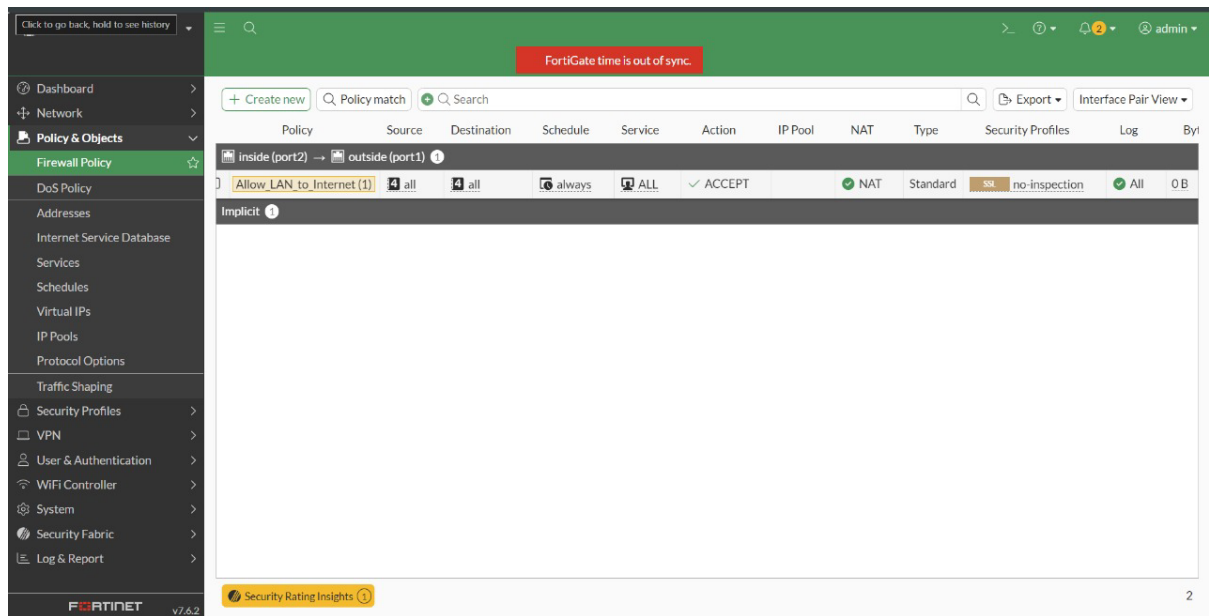 Click to go back, hold to see history
2
admin
FortiGate time is out of sync.
Dashboard
Network
Policy & Objects
Firewall Policy
DoS Policy
Addresses
Internet Service Database
Services
Schedules
Virtual IPs
IP Pools
Protocol Options
Traffic Shaping
Security Profiles
VPN
User & Authentication
WiFi Controller
System
Security Fabric
Log & Report
FORTINET v7.6.2
+ Create new Policy match Search Export Interface Pair View
Policy Source Destination Schedule Service Action IP Pool NAT Type Security Profiles Log Byt
inside (port2) → outside (port1) 1
Allow_LAN_to_Internet (1) 4 all 4 all always ALL ACCEPT NAT Standard SSL no-inspection All 0 B
Implicit 1
Security Rating Insights 1
2